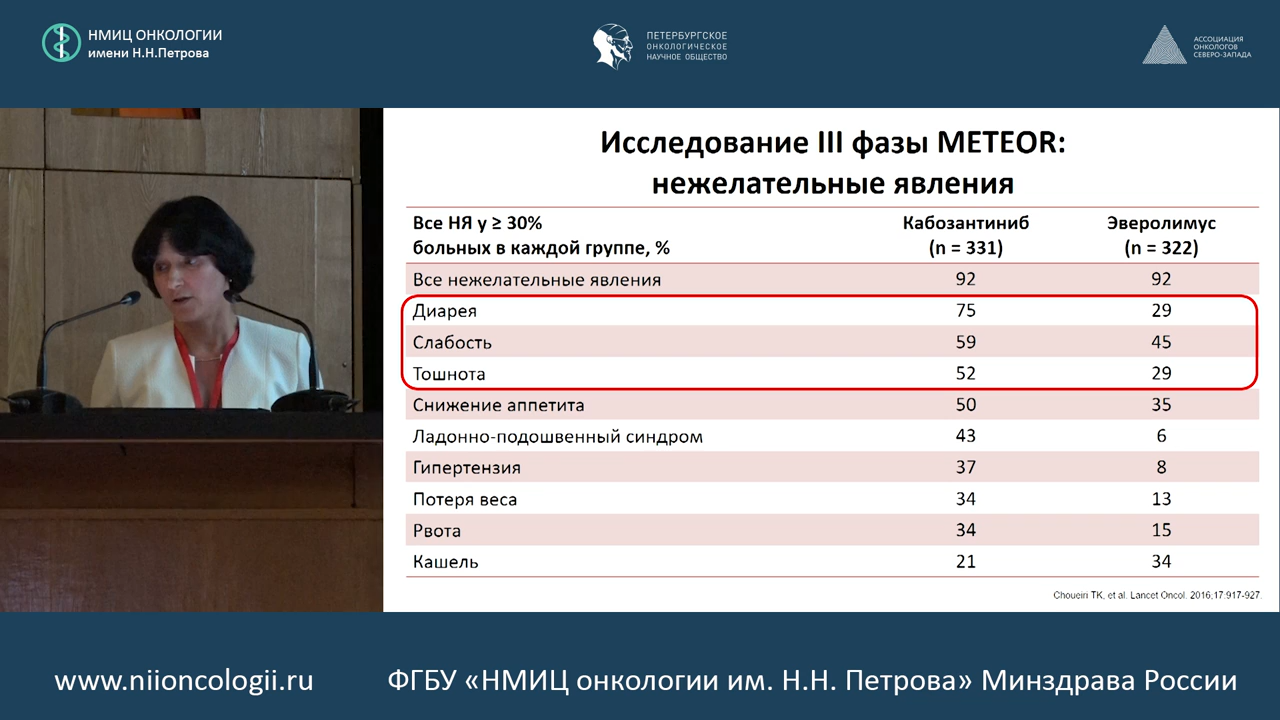 НМИЦ ОНКОЛОГИИ
имени Н.Н.Петрова
ПЕТЕРБУРГСКОЕ
ОНКОЛОГИЧЕСКОЕ
НАУЧНОЕ ОБЩЕСТВО
АССОЦИАЦИЯ
ОНКОЛОГОВ
СЕВЕРО-ЗАПАДА
Исследование III фазы METEOR:
нежелательные явления
Все НЯ у ≥ 30%
больных в каждой группе, %
Кабозантиниб
(n = 331)
Эверолимус
(n = 322)
Все нежелательные явления 92 92
Диарея 75 29
Слабость 59 45
Тошнота 52 29
Снижение аппетита 50 35
Ладонно-подошвенный синдром 43 6
Гипертензия 37 8
Потеря веса 34 13
Рвота 34 15
Кашель 21 34
Choueiri TK, et al. Lancet Oncol. 2016;17:917-927.
www.niioncologii.ru
ФГБУ «НМИЦ онкологии им. Н.Н. Петрова» Минздрава России